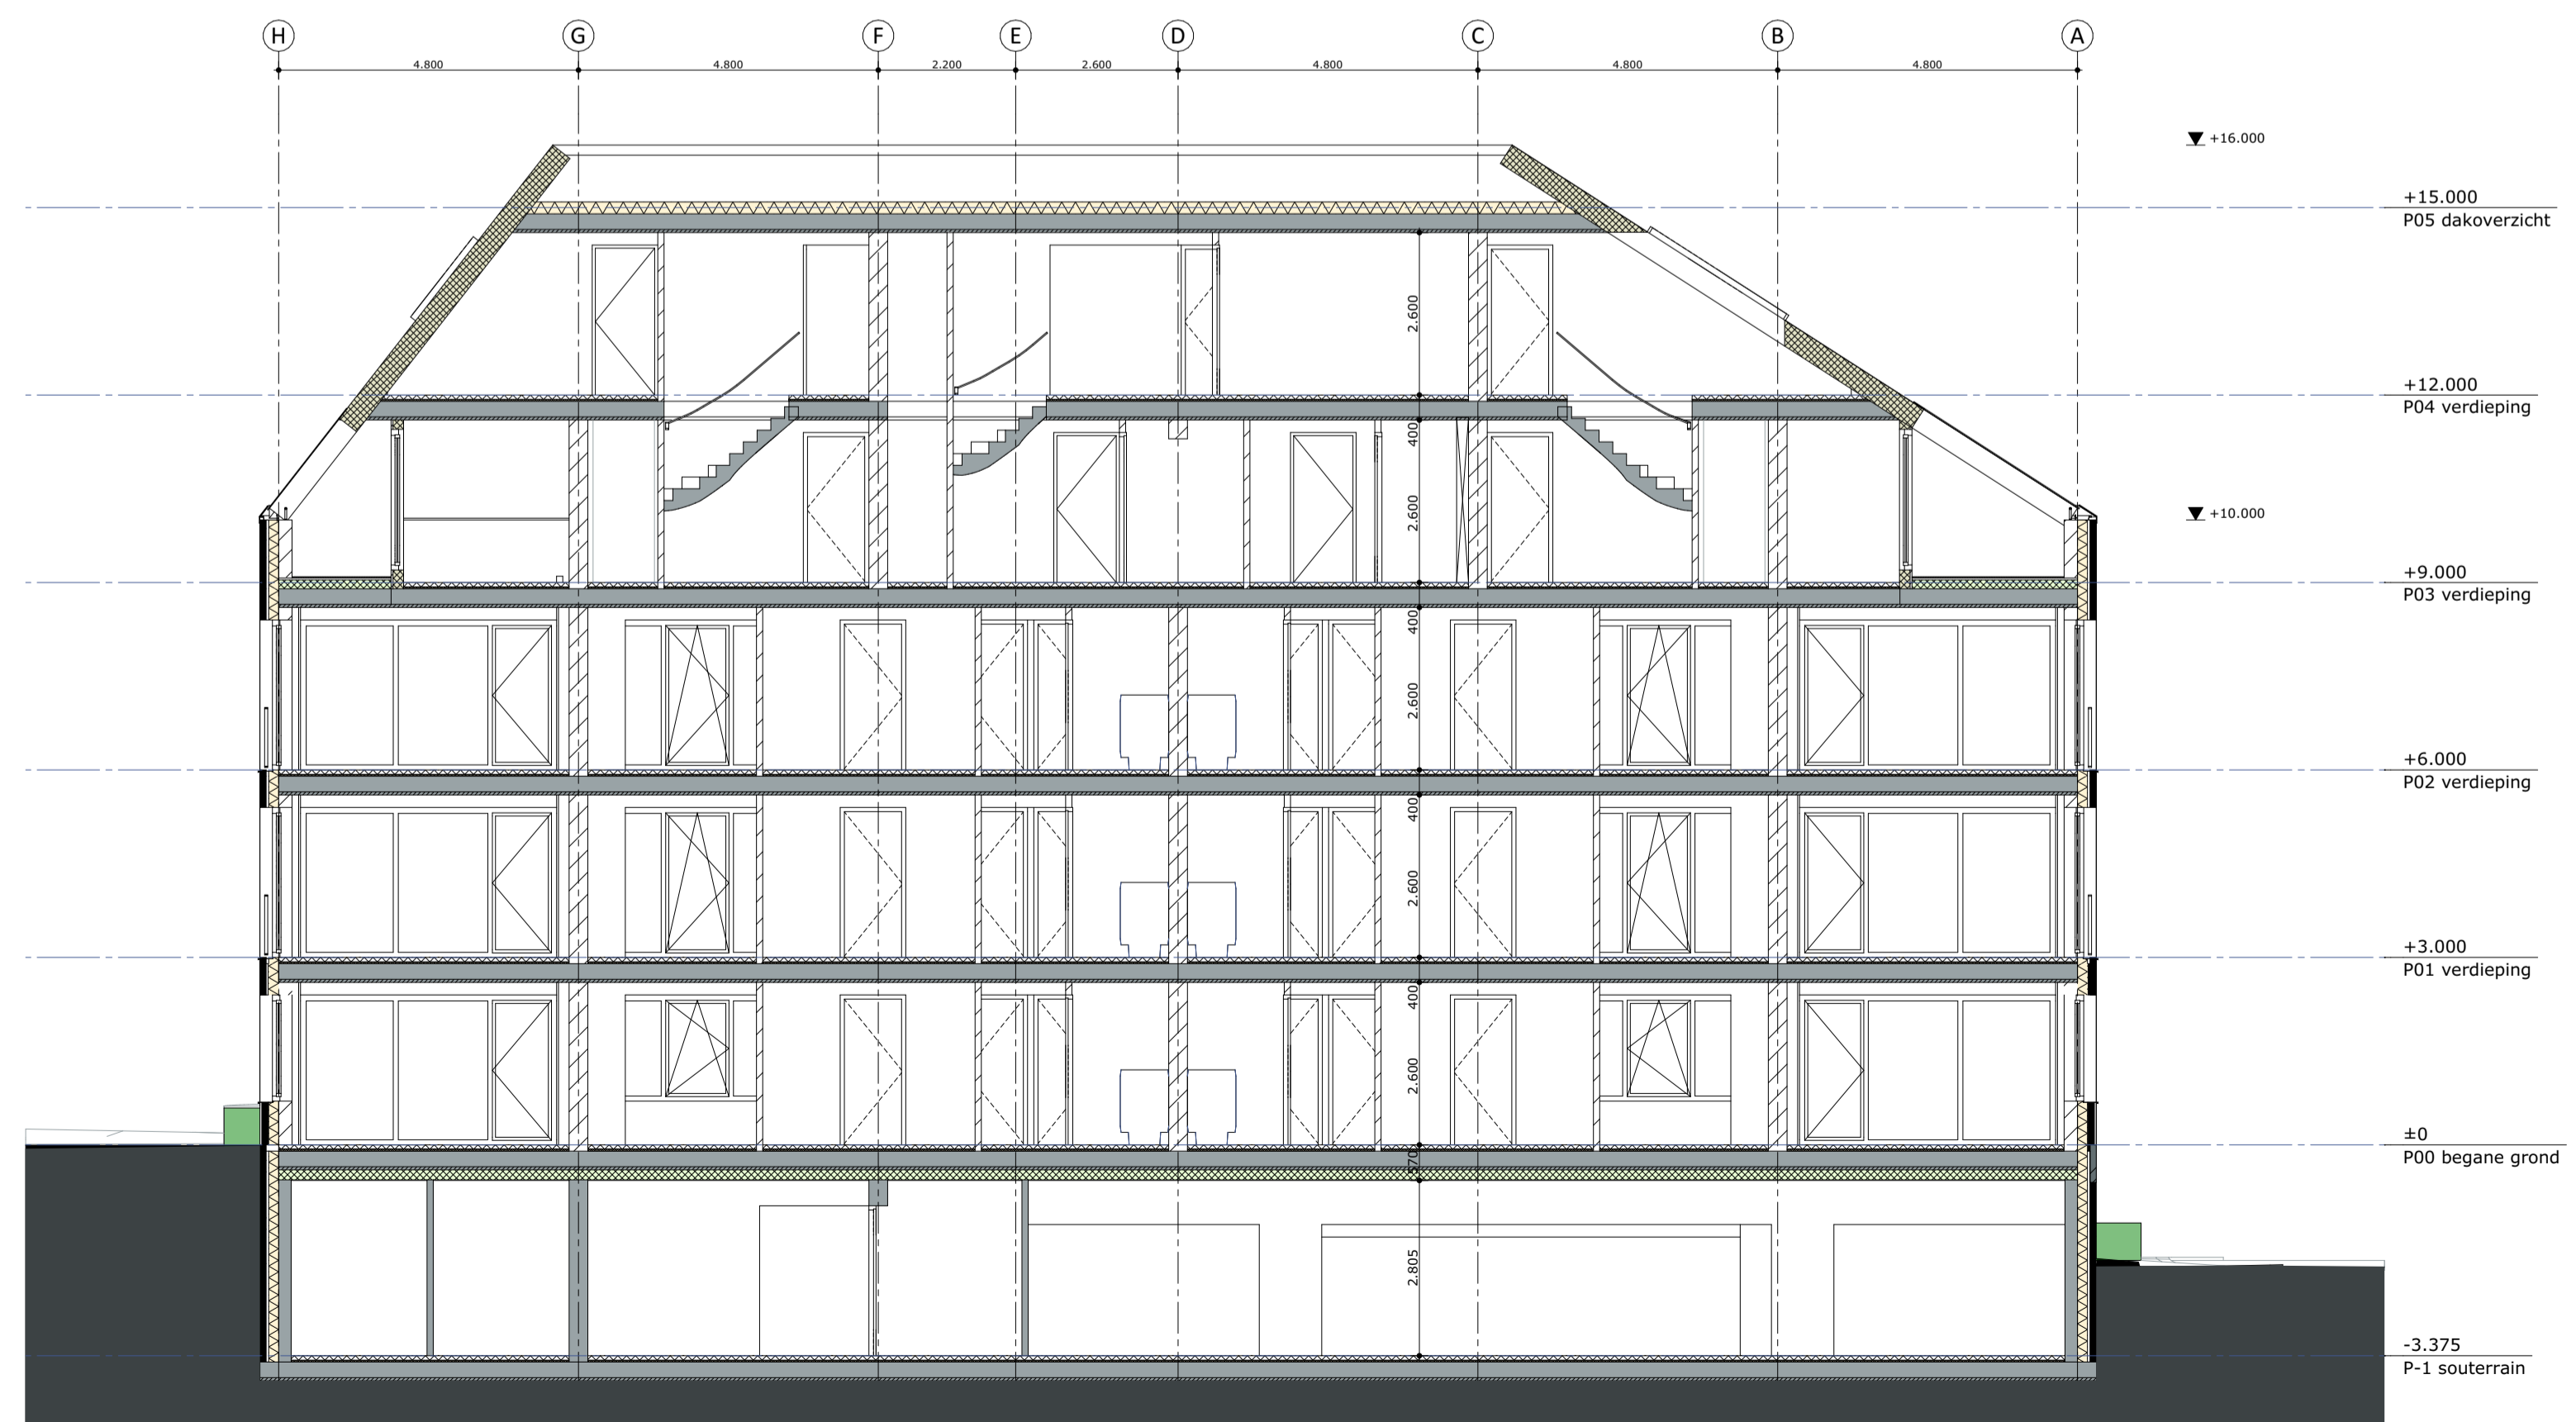 H G F E D C B A
4.800 4.800 2.200 2.600 4.800 4.800 4.800
+16.000
+15.000
P05 dakoverzicht
2.600
+12.000
P04 verdieping
400
2.600
+10.000
+9.000
P03 verdieping
400
2.600
+6.000
P02 verdieping
400
2.600
+3.000
P01 verdieping
400
2.600
±0
P00 begane grond
570
2.805
-3.375
P-1 souterrain